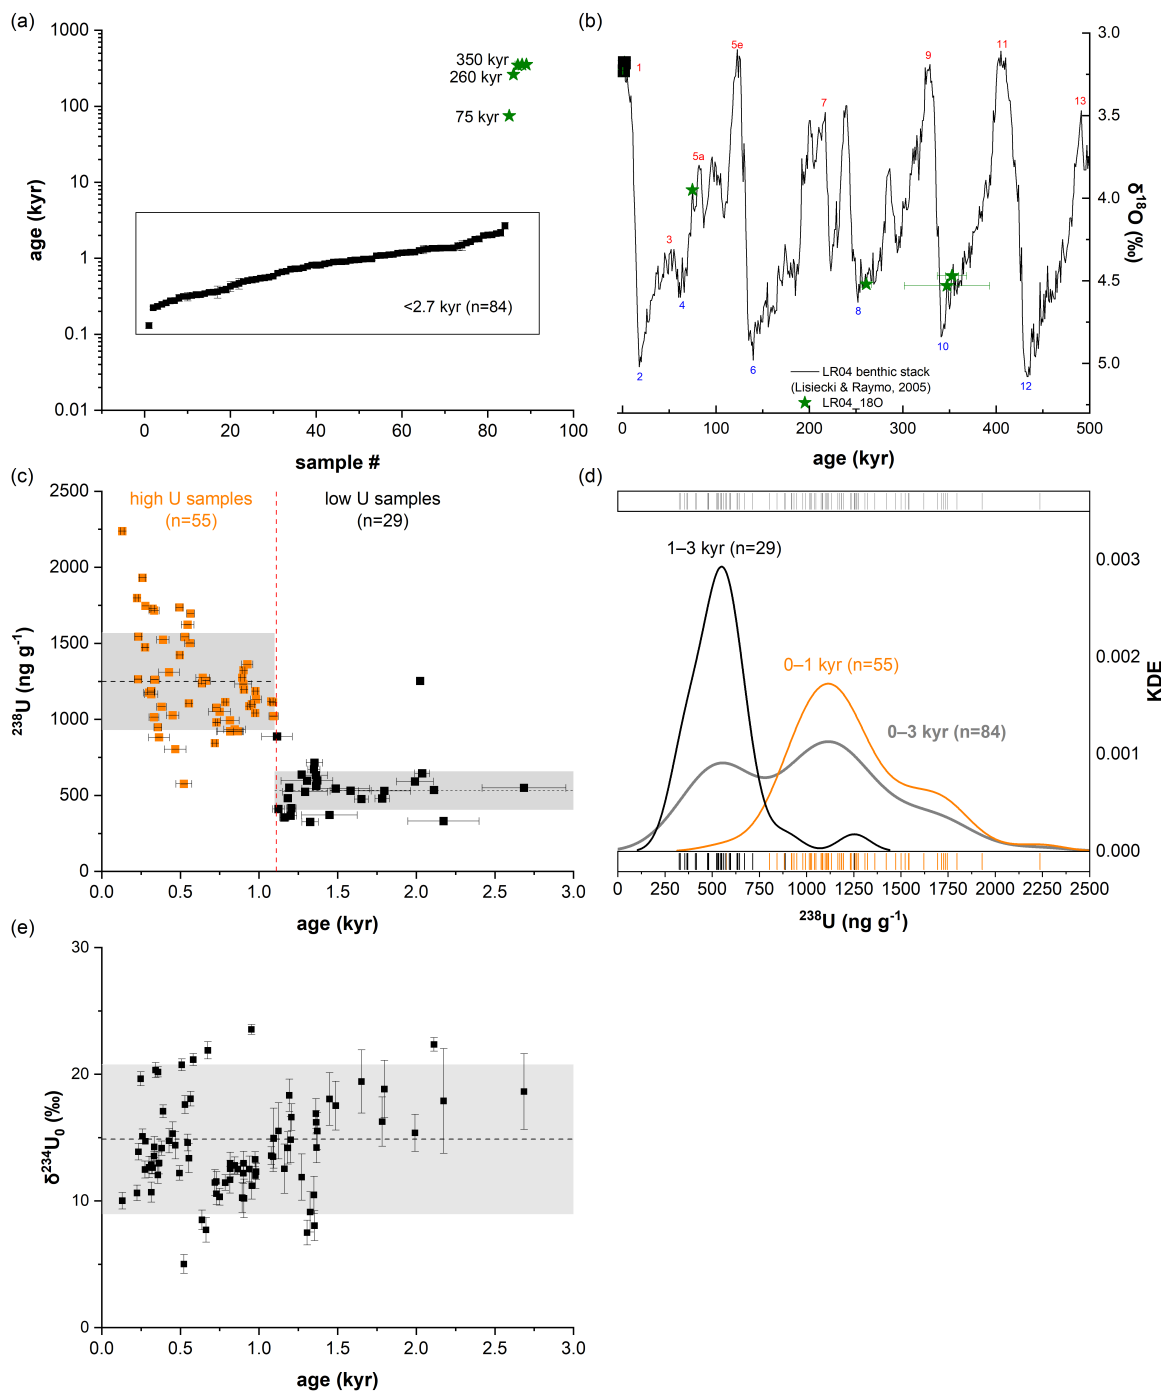 (a)
1000
100
10
1
0.1
0.01
age (kyr)
350 kyr
260 kyr
75 kyr
<2.7 kyr (n=84)
0 20 40 60 80 100
sample #
(b)
3.0
3.5
4.0
4.5
5.0
δ¹⁸O (‰)
1
2
3
4
5a
5e
6
7
8
9
10
11
12
13
LR04 benthic stack
(Lisiecki & Raymo, 2005)
LR04_18O
0 100 200 300 400 500
age (kyr)
(c)
2500
2000
1500
1000
500
0
²³⁸U (ng g⁻¹)
high U samples
(n=55)
low U samples
(n=29)
0.0 0.5 1.0 1.5 2.0 2.5 3.0
age (kyr)
(d)
1–3 kyr (n=29)
0–1 kyr (n=55)
0–3 kyr (n=84)
0.003
0.002
0.001
0.000
KDE
0 250 500 750 1000 1250 1500 1750 2000 2250 2500
²³⁸U (ng g⁻¹)
(e)
30
20
10
0
δ²³⁴U₀ (‰)
0.0 0.5 1.0 1.5 2.0 2.5 3.0
age (kyr)